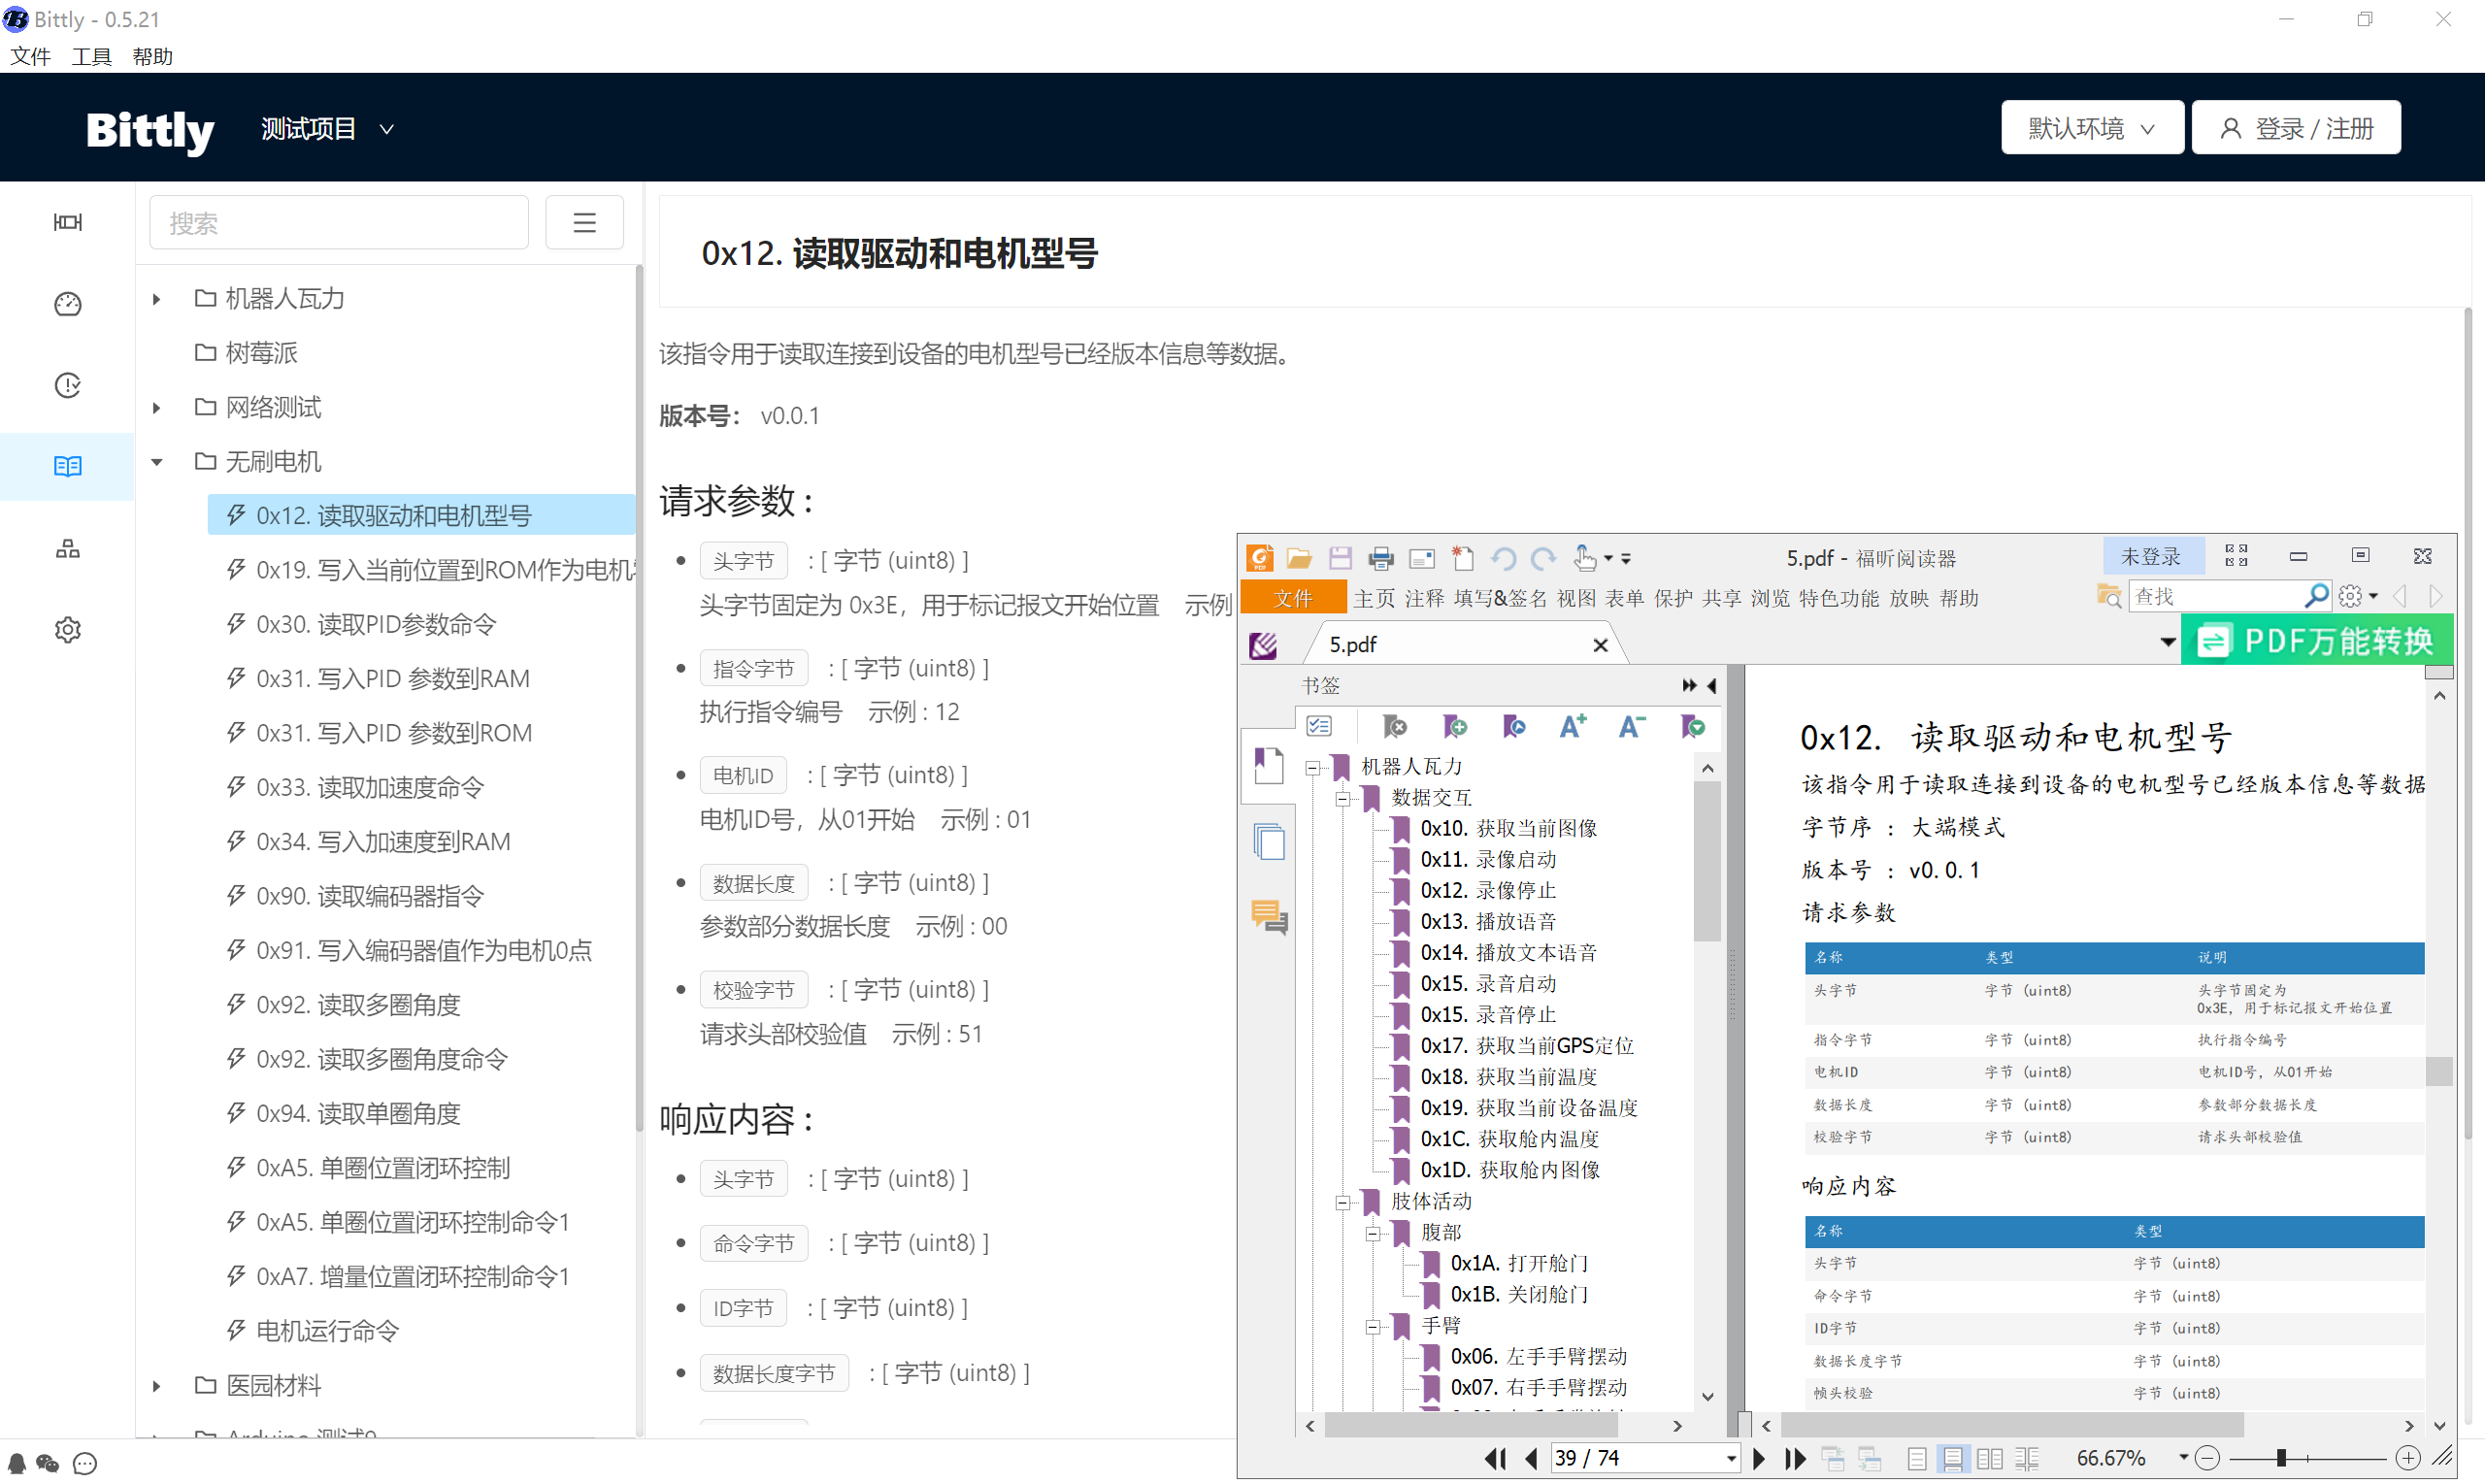 Bittly - 0.5.21
文件 工具 帮助
Bittly 测试项目 默认环境 登录 / 注册
搜索
机器人瓦力
树莓派
网络测试
无刷电机
0x12. 读取驱动和电机型号
0x19. 写入当前位置到ROM作为电机
0x30. 读取PID参数命令
0x31. 写入PID 参数到RAM
0x31. 写入PID 参数到ROM
0x33. 读取加速度命令
0x34. 写入加速度到RAM
0x90. 读取编码器指令
0x91. 写入编码器值作为电机0点
0x92. 读取多圈角度
0x92. 读取多圈角度命令
0x94. 读取单圈角度
0xA5. 单圈位置闭环控制
0xA5. 单圈位置闭环控制命令1
0xA7. 增量位置闭环控制命令1
电机运行命令
医园材料
Arduino 测试9
0x12. 读取驱动和电机型号
该指令用于读取连接到设备的电机型号已经版本信息等数据。
版本号： v0.0.1
请求参数 :
头字节 : [ 字节 (uint8) ]
头字节固定为 0x3E，用于标记报文开始位置 示例
指令字节 : [ 字节 (uint8) ]
执行指令编号 示例 : 12
电机ID : [ 字节 (uint8) ]
电机ID号，从01开始 示例 : 01
数据长度 : [ 字节 (uint8) ]
参数部分数据长度 示例 : 00
校验字节 : [ 字节 (uint8) ]
请求头部校验值 示例 : 51
响应内容 :
头字节 : [ 字节 (uint8) ]
命令字节 : [ 字节 (uint8) ]
ID字节 : [ 字节 (uint8) ]
数据长度字节 : [ 字节 (uint8) ]
5.pdf - 福昕阅读器 未登录
文件 主页 注释 填写&签名 视图 表单 保护 共享 浏览 特色功能 放映 帮助 查找
5.pdf PDF万能转换
书签
机器人瓦力
数据交互
0x10. 获取当前图像
0x11. 录像启动
0x12. 录像停止
0x13. 播放语音
0x14. 播放文本语音
0x15. 录音启动
0x15. 录音停止
0x17. 获取当前GPS定位
0x18. 获取当前温度
0x19. 获取当前设备温度
0x1C. 获取舱内温度
0x1D. 获取舱内图像
肢体活动
腹部
0x1A. 打开舱门
0x1B. 关闭舱门
手臂
0x06. 左手手臂摆动
0x07. 右手手臂摆动
0x12. 读取驱动和电机型号
该指令用于读取连接到设备的电机型号已经版本信息等数据
字节序 : 大端模式
版本号 : v0.0.1
请求参数
名称 类型 说明
头字节 字节 (uint8) 头字节固定为
0x3E，用于标记报文开始位置
指令字节 字节 (uint8) 执行指令编号
电机ID 字节 (uint8) 电机ID号，从01开始
数据长度 字节 (uint8) 参数部分数据长度
校验字节 字节 (uint8) 请求头部校验值
响应内容
名称 类型
头字节 字节 (uint8)
命令字节 字节 (uint8)
ID字节 字节 (uint8)
数据长度字节 字节 (uint8)
帧头校验 字节 (uint8)
39 / 74 66.67%